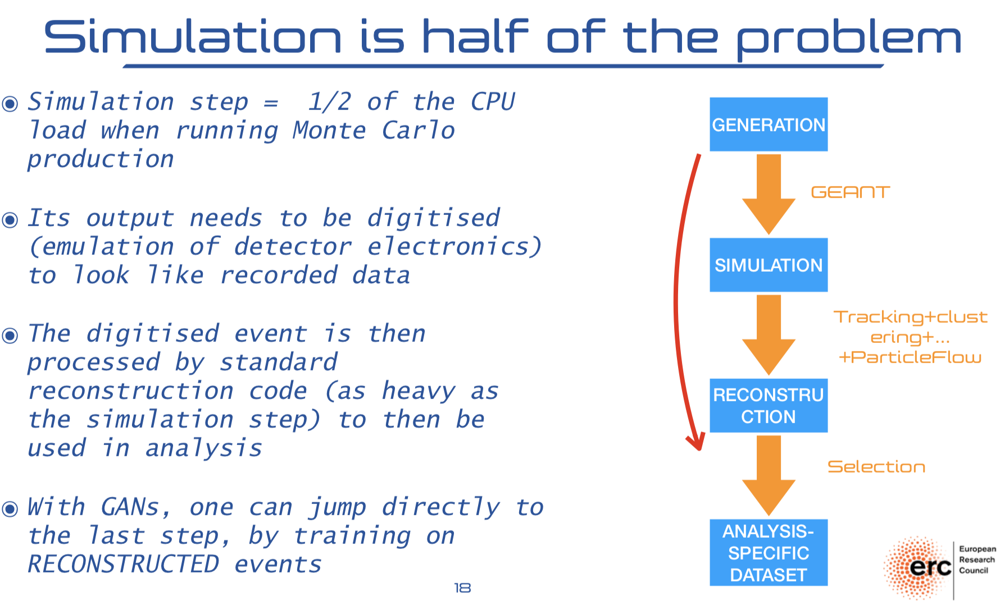 Simulation is half of the problem
Simulation step = 1/2 of the CPU
load when running Monte Carlo
production
Its output needs to be digitised
(emulation of detector electronics)
to look like recorded data
The digitised event is then
processed by standard
reconstruction code (as heavy as
the simulation step) to then be
used in analysis
With GANs, one can jump directly to
the last step, by training on
RECONSTRUCTED events
GENERATION
GEANT
SIMULATION
Tracking+clust
ering+...
+ParticleFlow
RECONSTRU
CTION
Selection
ANALYSIS-
SPECIFIC
DATASET
erc
European
Research
Council
18